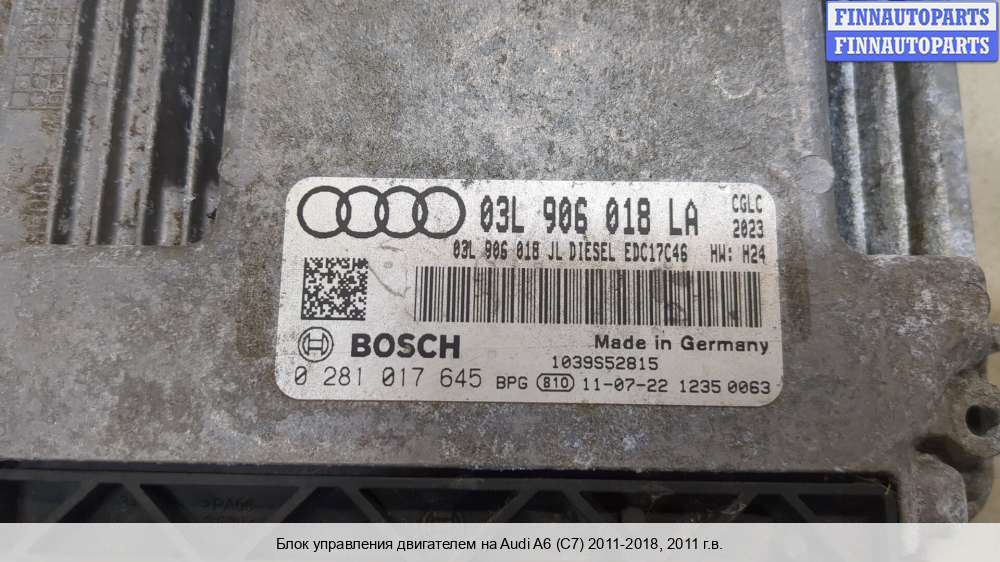 FINNAUTOPARTS
FINNAUTOPARTS
03L 906 018 LA CGLC
2023
03L 906 018 JL DIESEL EDC17C46 HW: H24
BOSCH Made in Germany
1039S52815
0 281 017 645 BPG 810 11-07-22 1235 0063
>PA66
Блок управления двигателем на Audi A6 (C7) 2011-2018, 2011 г.в.